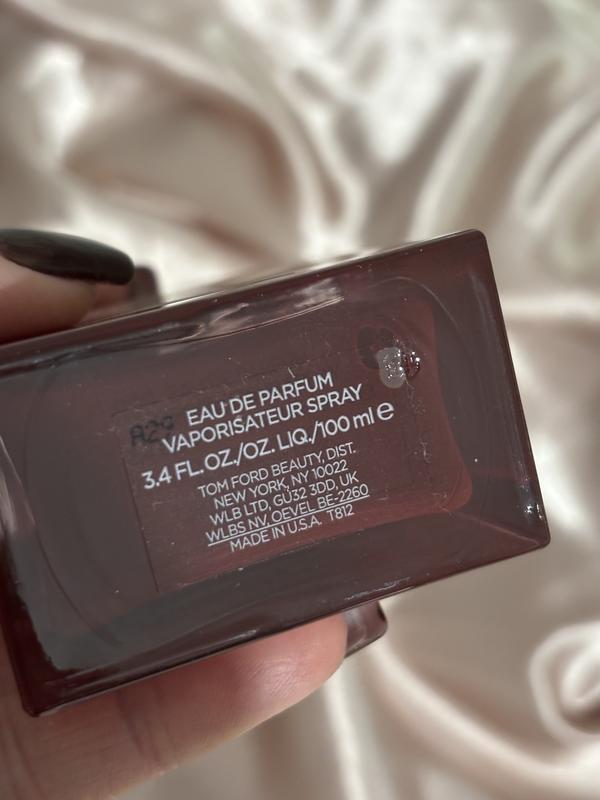 EAU DE PARFUM
VAPORISATEUR SPRAY
3.4 FL.OZ./OZ. LIQ./100 ml e
TOM FORD BEAUTY, DIST.
NEW YORK, NY 10022
WLB LTD, GU32 3DD, UK
WLBS NV, OEVEL BE-2260
MADE IN U.S.A. T812